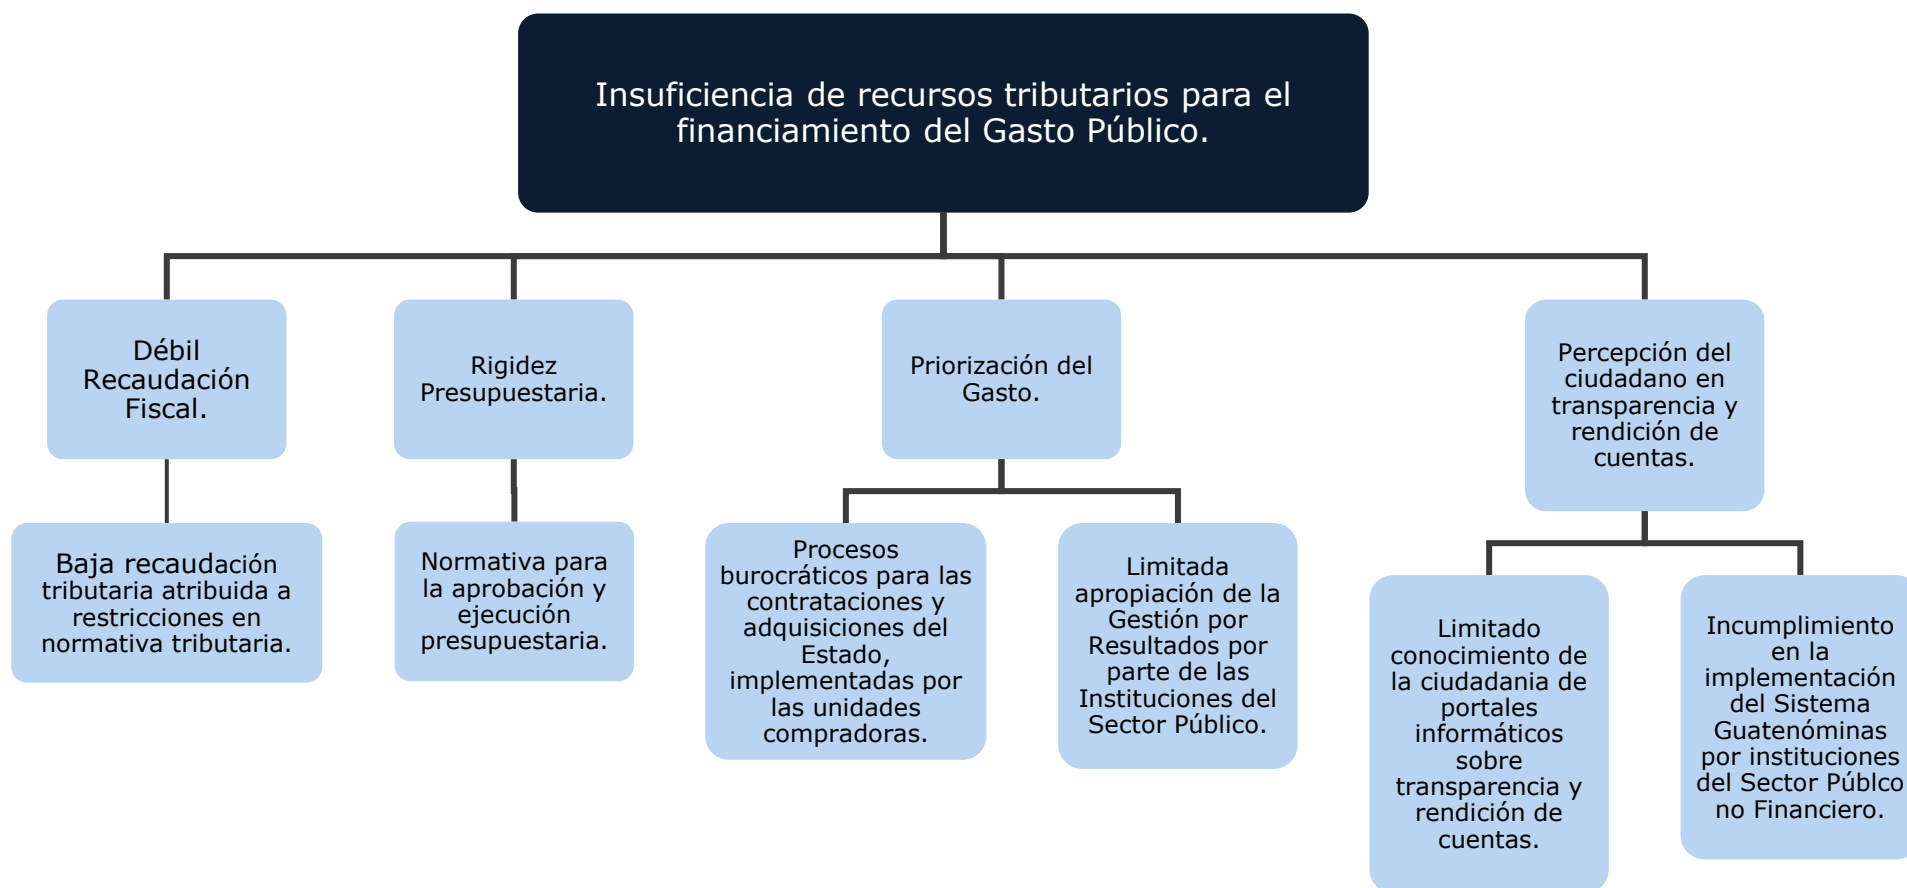 Insuficiencia de recursos tributarios para el
financiamiento del Gasto Público.
Débil
Recaudación
Fiscal.
Rigidez
Presupuestaria.
Priorización del
Gasto.
Percepción del
ciudadano en
transparencia y
rendición de
cuentas.
Baja recaudación
tributaria atribuida a
restricciones en
normativa tributaria.
Normativa para
la aprobación y
ejecución
presupuestaria.
Procesos
burocráticos para las
contrataciones y
adquisiciones del
Estado,
implementadas por
las unidades
compradoras.
Limitada
apropiación de la
Gestión por
Resultados por
parte de las
Instituciones del
Sector Público.
Limitado
conocimiento de
la ciudadania de
portales
informáticos
sobre
transparencia y
rendición de
cuentas.
Incumplimiento
en la
implementación
del Sistema
Guatenóminas
por instituciones
del Sector Públco
no Financiero.